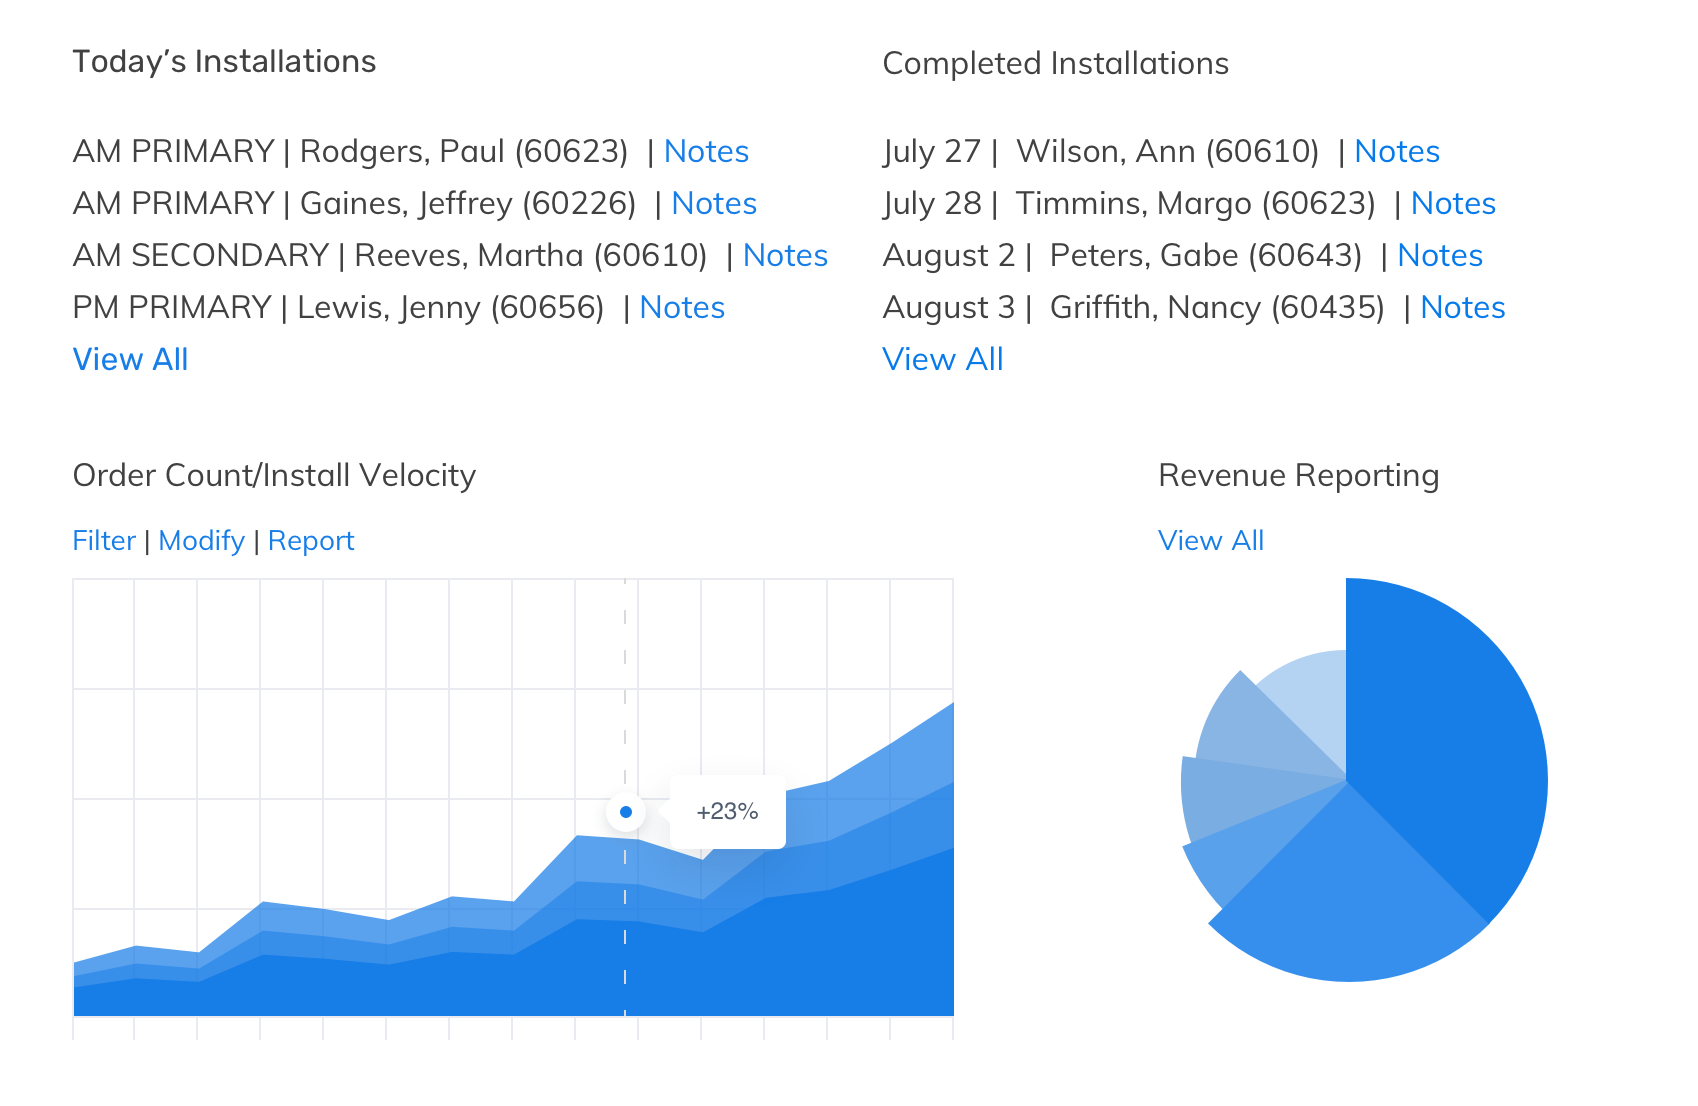 Today’s Installations
AM PRIMARY | Rodgers, Paul (60623) | Notes
AM PRIMARY | Gaines, Jeffrey (60226) | Notes
AM SECONDARY | Reeves, Martha (60610) | Notes
PM PRIMARY | Lewis, Jenny (60656) | Notes
View All
Completed Installations
July 27 | Wilson, Ann (60610) | Notes
July 28 | Timmins, Margo (60623) | Notes
August 2 | Peters, Gabe (60643) | Notes
August 3 | Griffith, Nancy (60435) | Notes
View All
Order Count/Install Velocity
Filter | Modify | Report
+23%
Revenue Reporting
View All